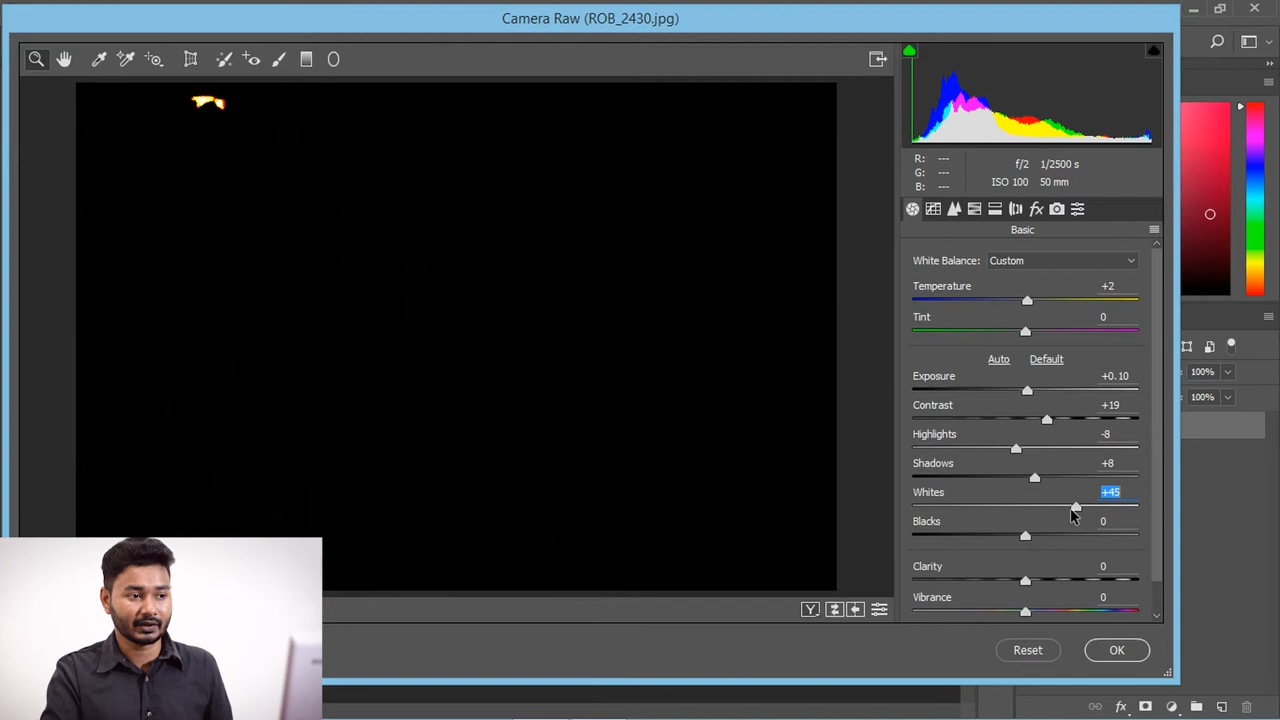 Camera Raw (ROB_2430.jpg)
R: ---
G: ---
B: ---
f/2 1/2500 s
ISO 100 50 mm
fx
Basic
White Balance: Custom
Temperature +2
Tint 0
Auto Default
Exposure +0.10
Contrast +19
Highlights -8
Shadows +8
Whites +45
Blacks 0
Clarity 0
Vibrance 0
Y
Reset OK
100%
100%
fx